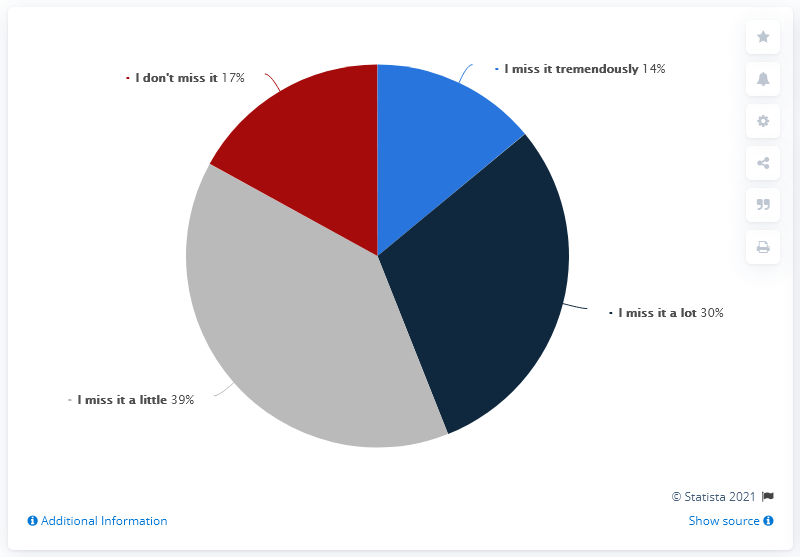 I don't miss it 17%
I miss it tremendously 14%
I miss it a lot 30%
I miss it a little 39%
© Statista 2021
Additional Information
Show source